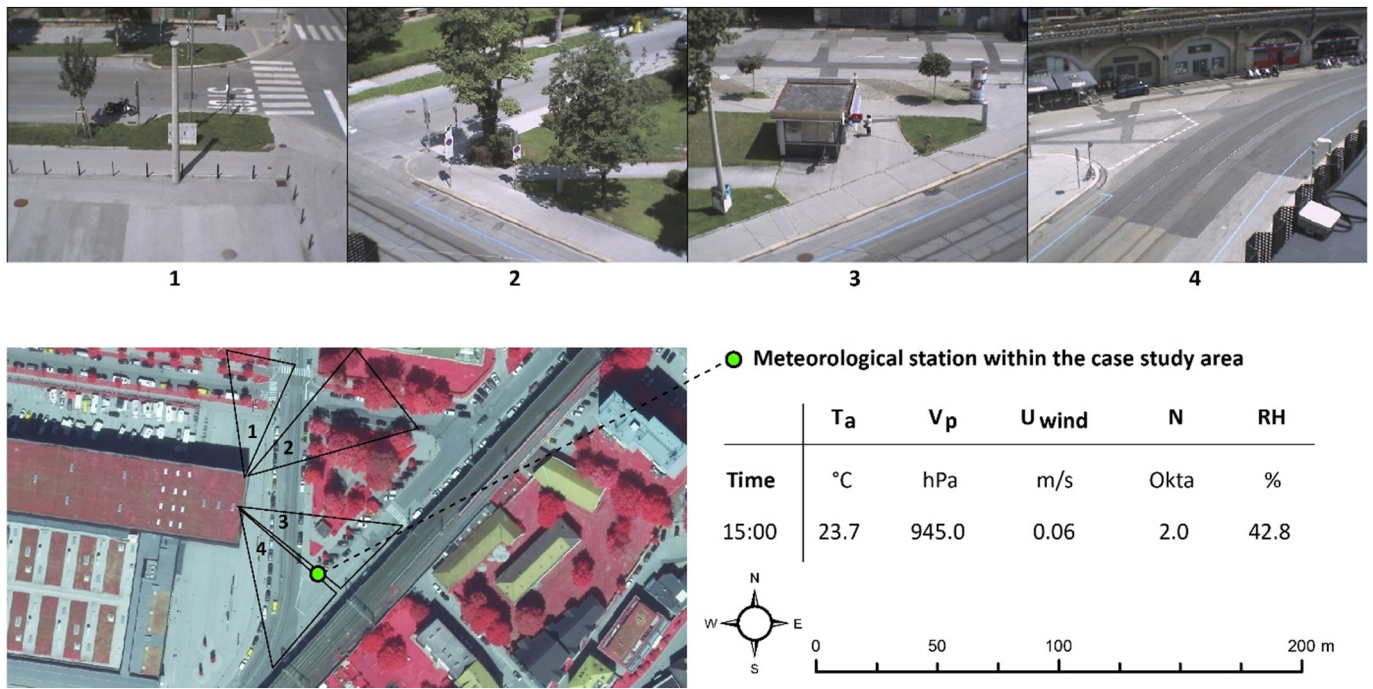 1 2 3 4
1
2
3
4
Meteorological station within the case study area
Ta Vp Uwind N RH
Time °C hPa m/s Okta %
15:00 23.7 945.0 0.06 2.0 42.8
N
W E
S
0 50 100 200 m